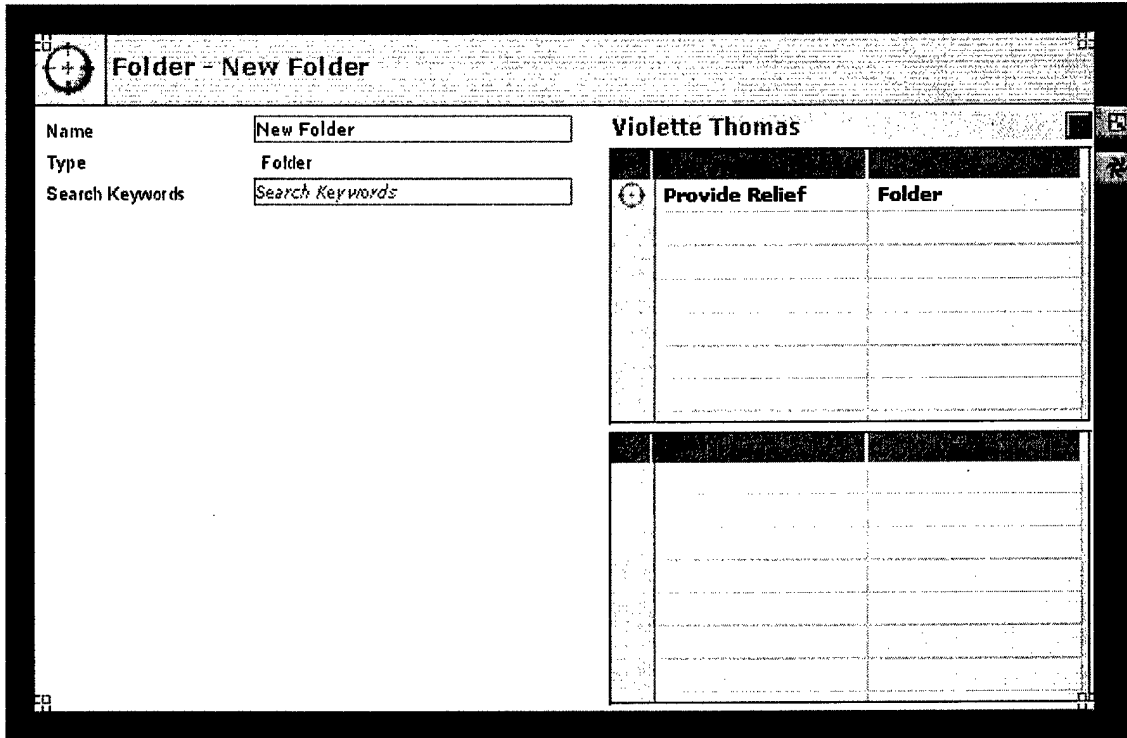 Folder - New Folder
Name
New Folder
Type
Folder
Search Keywords
Search Keywords
Violette Thomas
Provide Relief
Folder